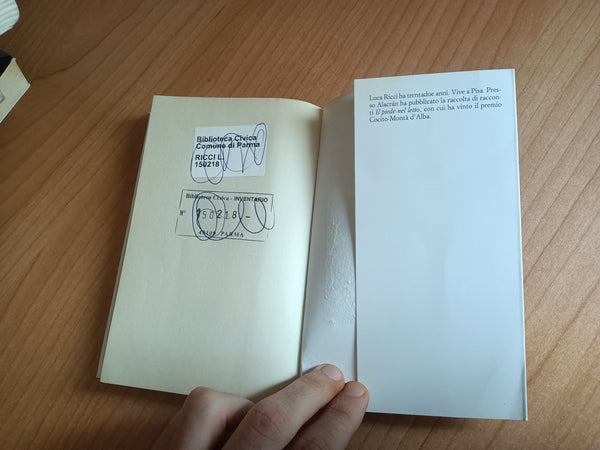 Biblioteca Civica
Comune di Parma
RICCI L.
150218
Biblioteca Civica - INVENTARIO
N° 150218 -
43100 PARMA
Luca Ricci ha trentadue anni. Vive a Pisa. Pres-
so Alacràn ha pubblicato la raccolta di raccon-
ti Il piede nel letto, con cui ha vinto il premio
Cocito-Montà d'Alba.